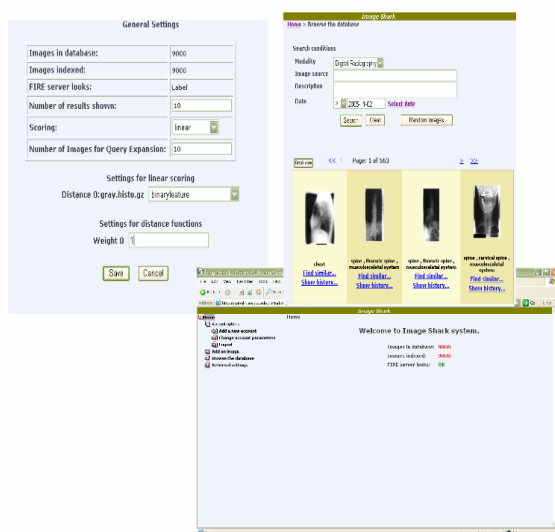 General Settings
Images in database: 9000
Images indexed: 9000
FIRE server looks: Label
Number of results shown: 10
Scoring: linear
Number of Images for Query Expansion: 10
Settings for linear scoring
Distance 0:gray.histo.gz binaryfeature
Settings for distance functions
Weight 0 1
Save Cancel
Image Shark
Home > Browse the database
Search conditions
Modality Digital Radiography
Image source
Description
Date > 2005- 1-02 Select date
Search Clear Random images
<< < Page: 1 of 563 > >>
chest
Find similar...
Show history...
spine , thoracic spine ,
musculoskeletal system
Find similar...
Show history...
spine , thoracic spine ,
musculoskeletal system
Find similar...
Show history...
spine , cervical spine ,
musculoskeletal
system
Find similar...
Show history...
Image Shark
Home
Home
Account options
Add a new account
Change account parameters
Logout
Add an image
Browse the database
Retrieval settings
Welcome to Image Shark system.
Images in database: 9000
Images indexed: 9000
FIRE server looks: OK